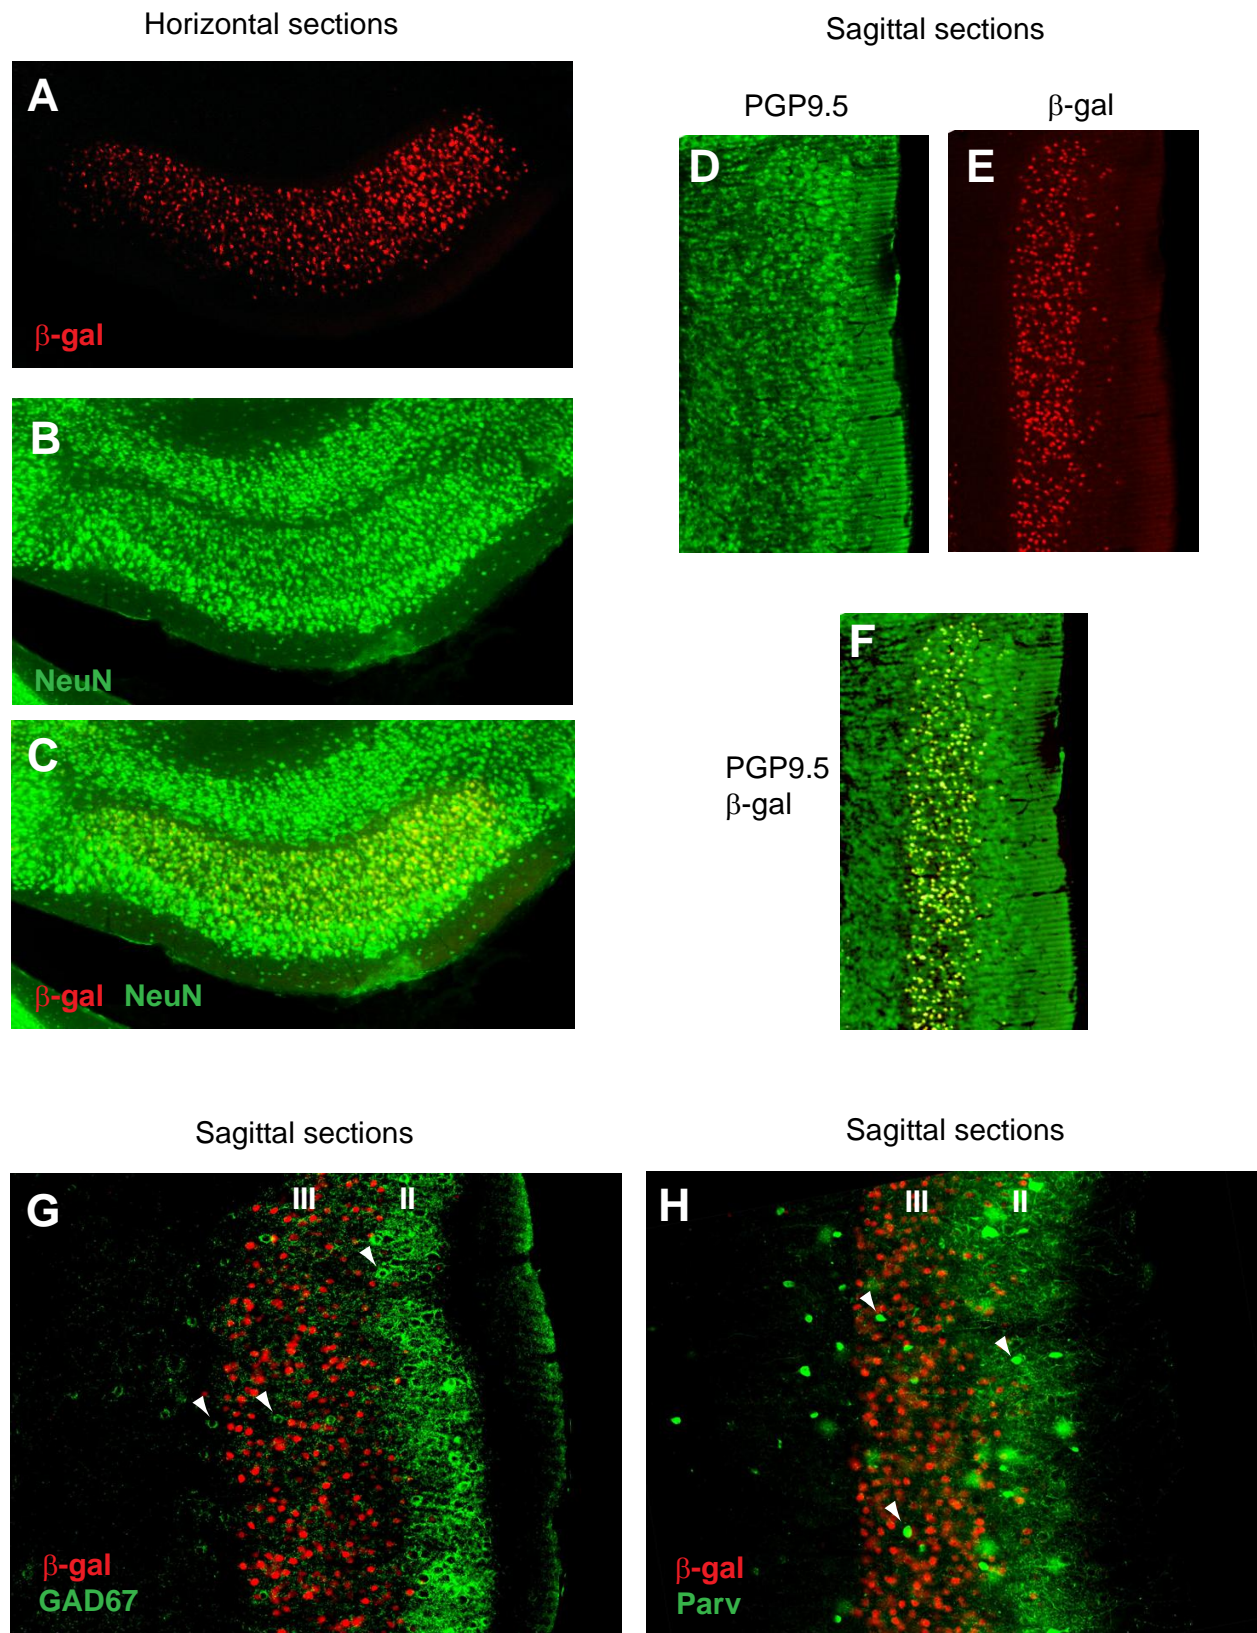 Horizontal sections
Sagittal sections
A
β-gal
B
NeuN
C
β-gal NeuN
PGP9.5
β-gal
D
E
F
PGP9.5
β-gal
Sagittal sections
Sagittal sections
G
III
II
β-gal
GAD67
H
III
II
β-gal
Parv